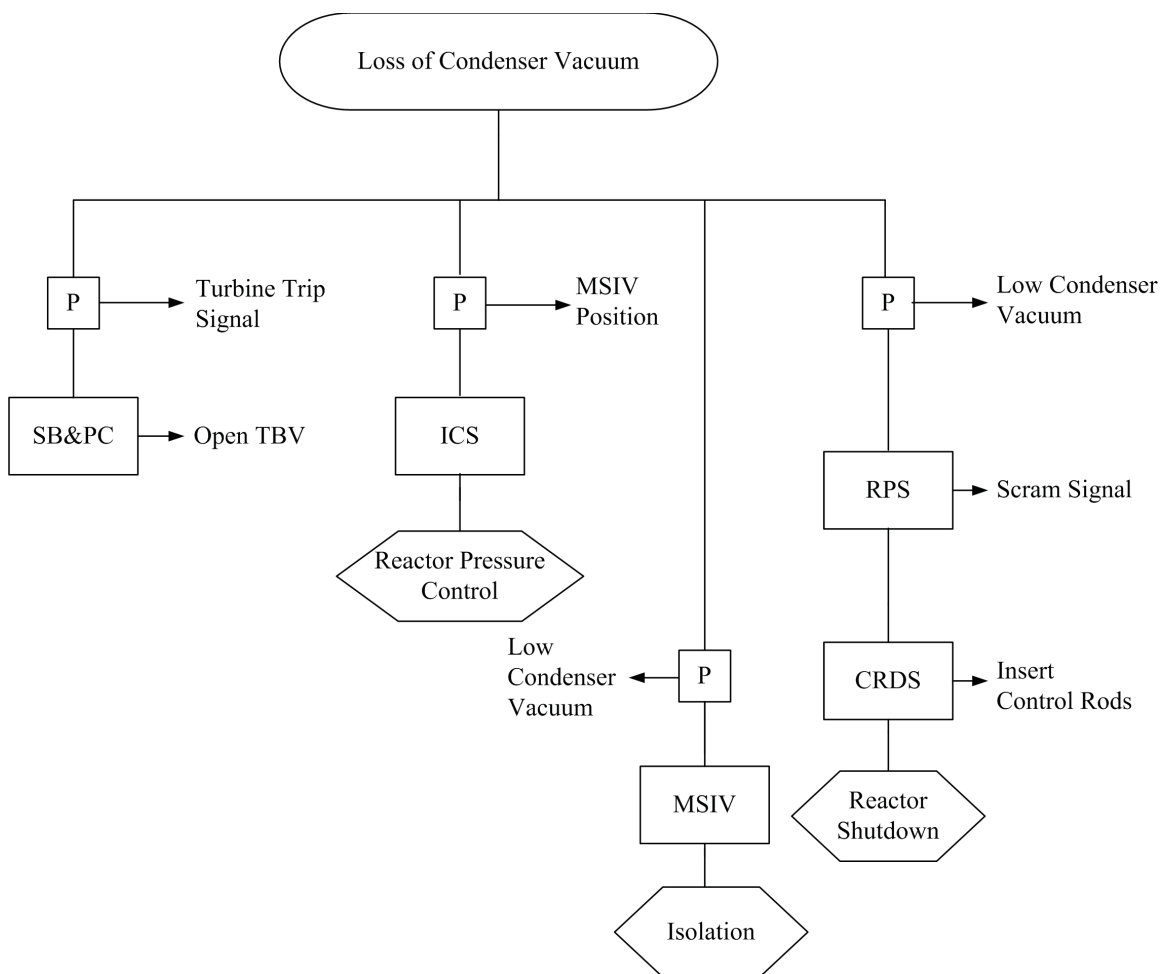 Loss of Condenser Vacuum
P
Turbine Trip
Signal
SB&PC
Open TBV
P
MSIV
Position
ICS
Reactor Pressure
Control
Low
Condenser
Vacuum
P
MSIV
Isolation
P
Low Condenser
Vacuum
RPS
Scram Signal
CRDS
Insert
Control Rods
Reactor
Shutdown